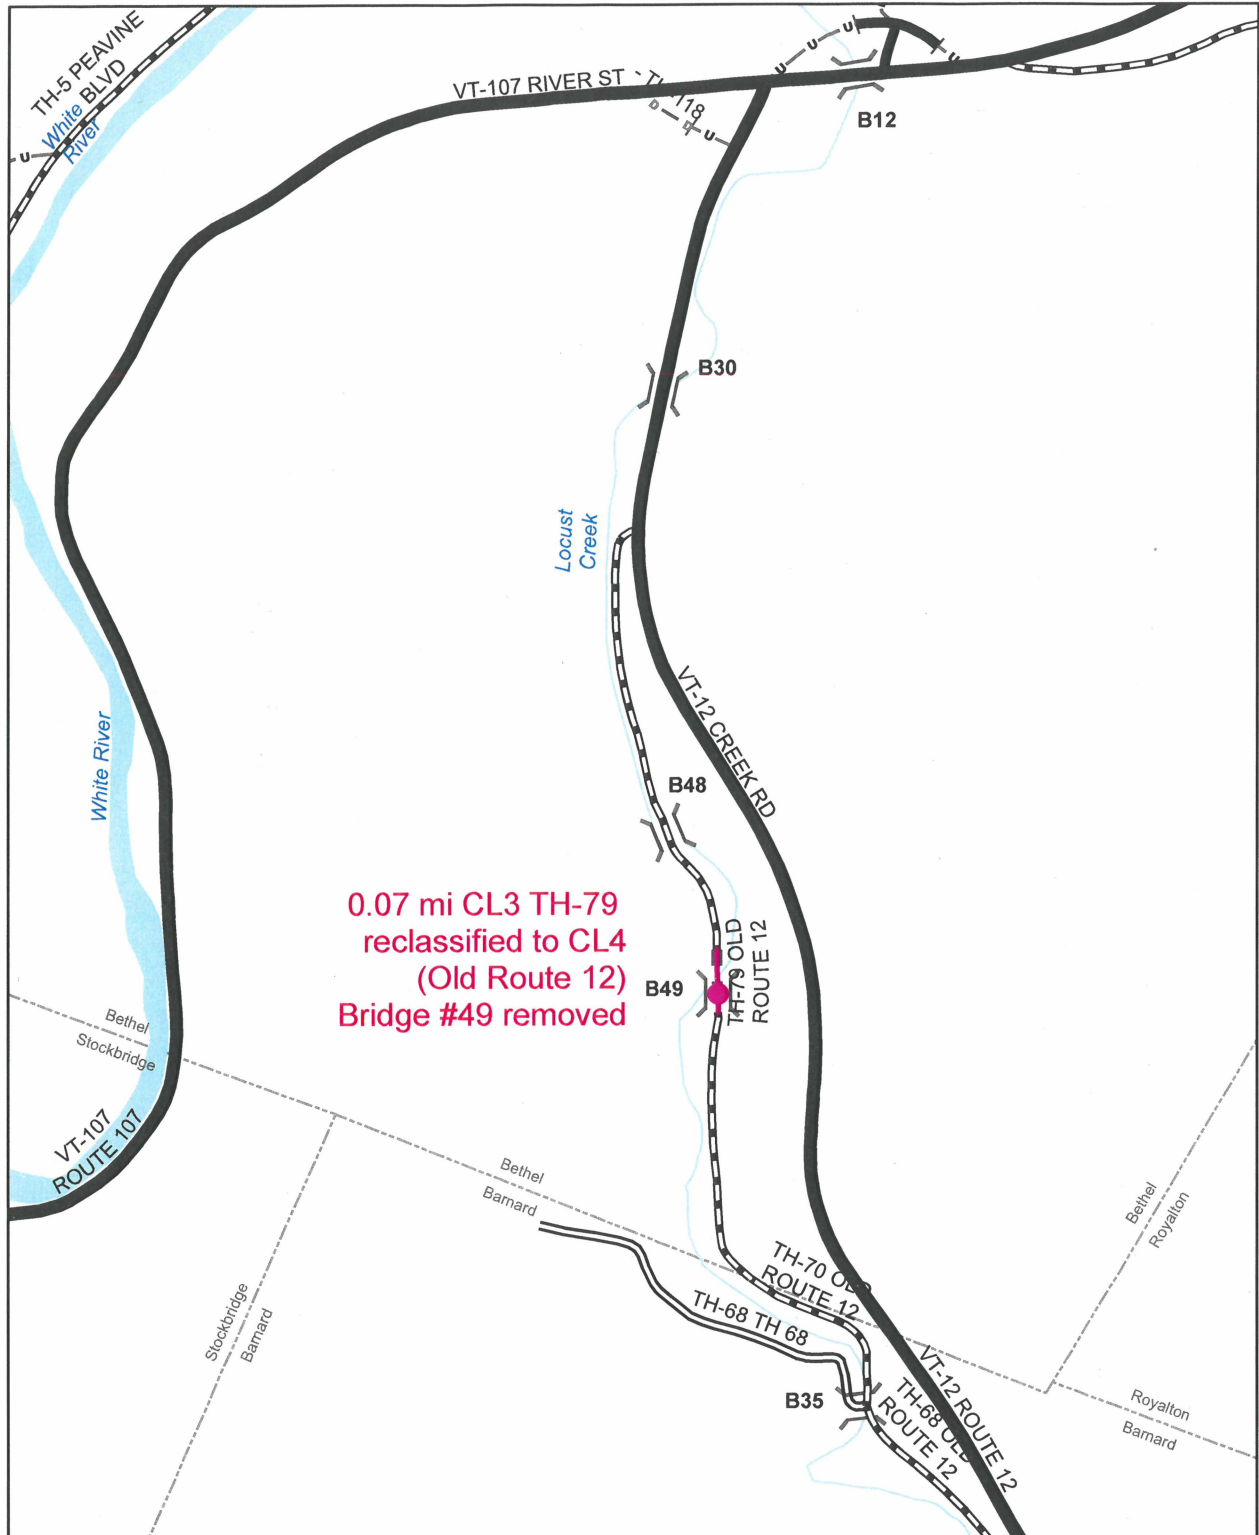 TH-5 PEAVINE
BLVD
White
River
U
VT-107 RIVER ST
TH-118
D
D
U
U
U
U
U
B12
B30
Locust
Creek
VT-12 CREEK RD
White River
B48
0.07 mi CL3 TH-79
reclassified to CL4
(Old Route 12)
Bridge #49 removed
B49
TH-79 OLD
ROUTE 12
Bethel
Stockbridge
VT-107
ROUTE 107
Bethel
Barnard
Bethel
Royalton
TH-70 OLD
ROUTE 12
Stockbridge
Barnard
TH-68 TH 68
B35
VT-12 ROUTE 12
TH-68 OLD
ROUTE 12
Royalton
Barnard